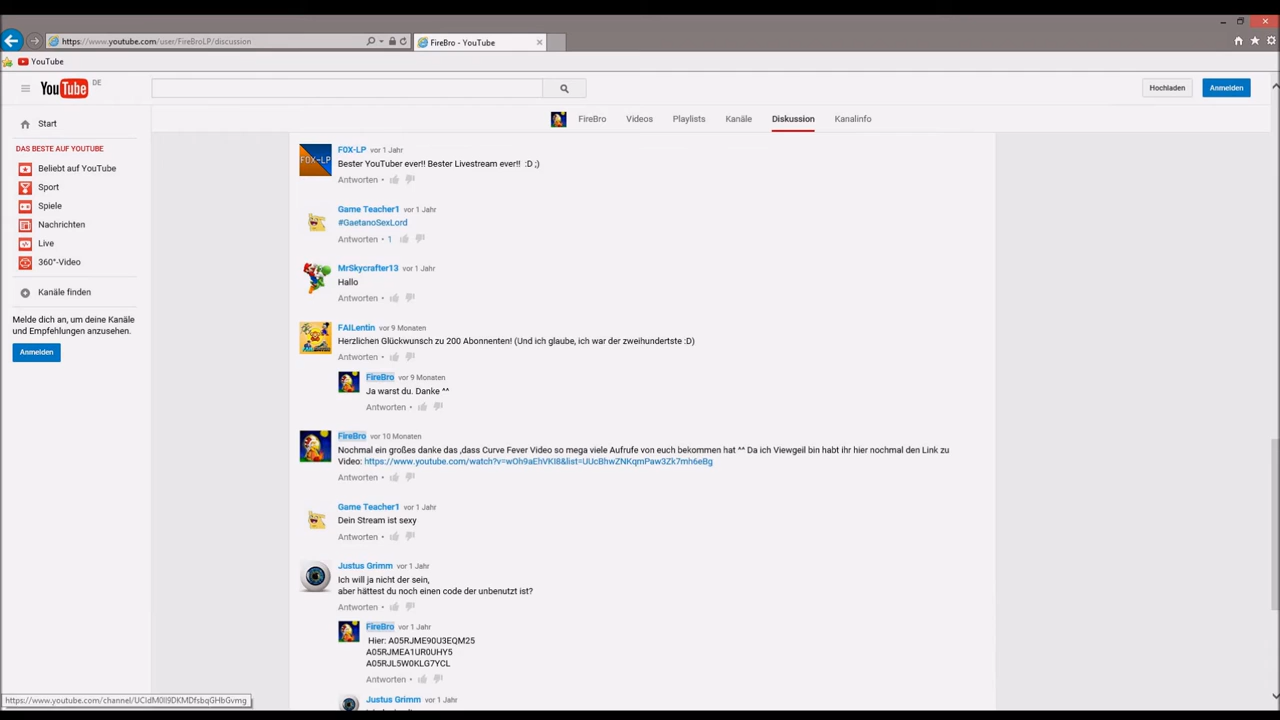 https://www.youtube.com/user/FireBroLP/discussion
FireBro - YouTube
YouTube
YouTube DE
Hochladen
Anmelden
FireBro Videos Playlists Kanäle Diskussion Kanalinfo
Start
DAS BESTE AUF YOUTUBE
Beliebt auf YouTube
Sport
Spiele
Nachrichten
Live
360°-Video
Kanäle finden
Melde dich an, um deine Kanäle
und Empfehlungen anzusehen.
Anmelden
FOX-LP
FOX-LP vor 1 Jahr
Bester YouTuber ever!! Bester Livestream ever!! :D ;)
Antworten •
Game Teacher1 vor 1 Jahr
#GaetanoSexLord
Antworten • 1
MrSkycrafter13 vor 1 Jahr
Hallo
Antworten •
FAILentin vor 9 Monaten
Herzlichen Glückwunsch zu 200 Abonnenten! (Und ich glaube, ich war der zweihundertste :D)
Antworten •
FireBro vor 9 Monaten
Ja warst du. Danke ^^
Antworten •
FireBro vor 10 Monaten
Nochmal ein großes danke das ,dass Curve Fever Video so mega viele Aufrufe von euch bekommen hat ^^ Da ich Viewgeil bin habt ihr hier nochmal den Link zu
Video: https://www.youtube.com/watch?v=wOh9aEhVKI8&list=UUcBhwZNKqmPaw3Zk7mh6eBg
Antworten •
Game Teacher1 vor 1 Jahr
Dein Stream ist sexy
Antworten •
Justus Grimm vor 1 Jahr
Ich will ja nicht der sein,
aber hättest du noch einen code der unbenutzt ist?
Antworten •
FireBro vor 1 Jahr
Hier: A05RJME90U3EQM25
A05RJMEA1UR0UHY5
A05RJL5W0KLG7YCL
Antworten •
Justus Grimm vor 1 Jahr
https://www.youtube.com/channel/UCIdM0II9DKMDfsbqGHbGvmg